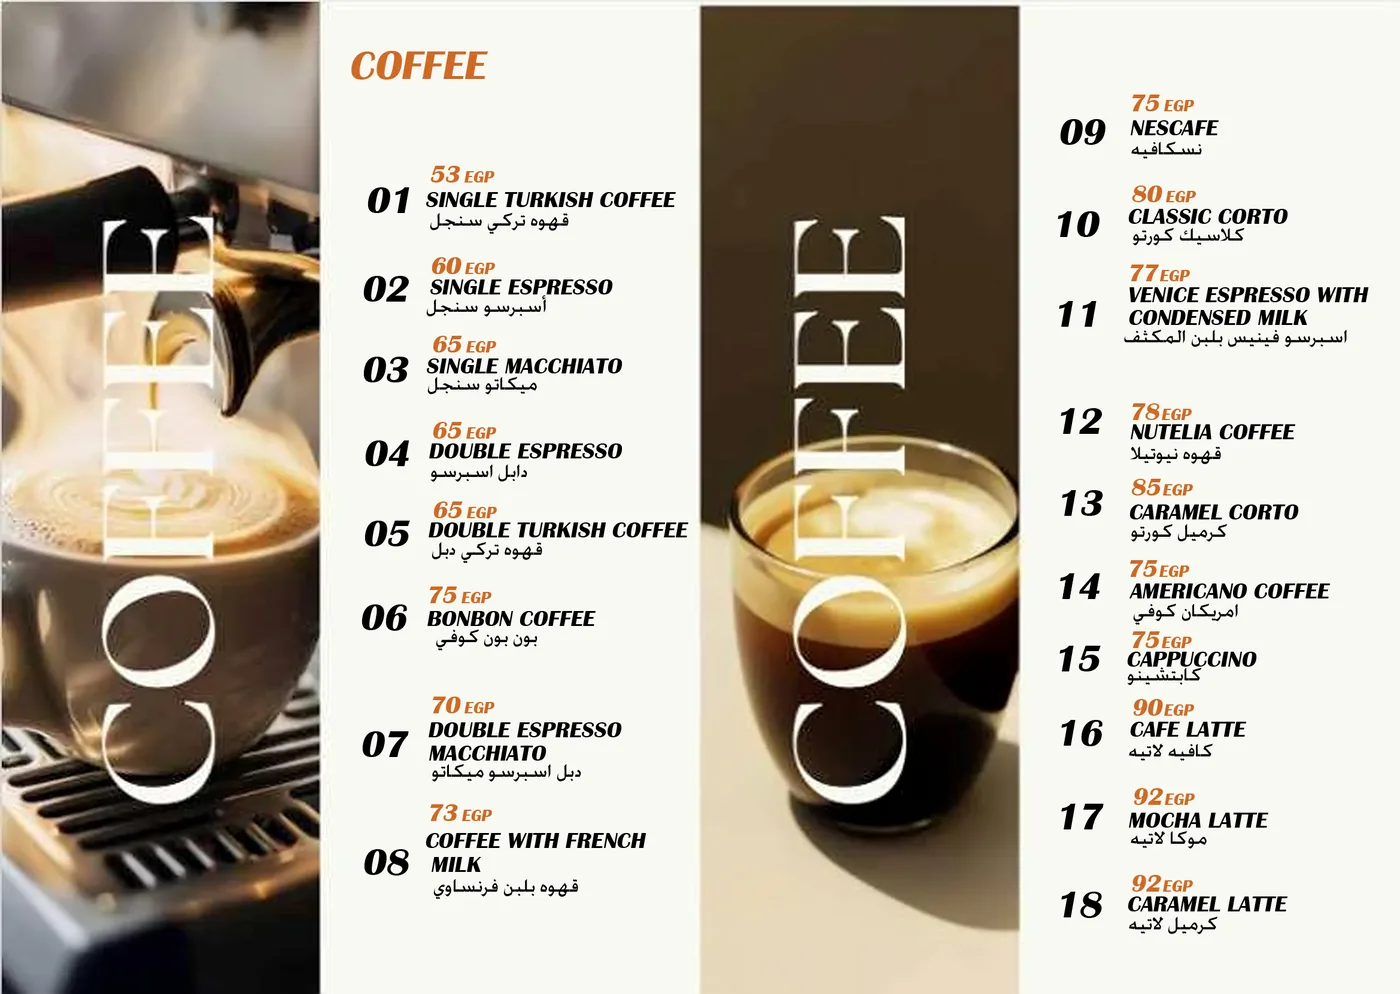 COFFEE
COFFEE
01
53 EGP
SINGLE TURKISH COFFEE
قهوه تركي سنجل
02
60 EGP
SINGLE ESPRESSO
أسبرسو سنجل
03
65 EGP
SINGLE MACCHIATO
ميكاتو سنجل
04
65 EGP
DOUBLE ESPRESSO
دابل اسبرسو
05
65 EGP
DOUBLE TURKISH COFFEE
قهوه تركي دبل
06
75 EGP
BONBON COFFEE
بون بون كوفي
07
70 EGP
DOUBLE ESPRESSO
MACCHIATO
دبل اسبرسو ميكاتو
08
73 EGP
COFFEE WITH FRENCH
MILK
قهوه بلبن فرنساوي
COFFEE
09
75 EGP
NESCAFE
نسكافيه
10
80 EGP
CLASSIC CORTO
كلاسيك كورتو
11
77 EGP
VENICE ESPRESSO WITH
CONDENSED MILK
اسبرسو فينيس بلبن المكثف
12
78 EGP
NUTELIA COFFEE
قهوه نيوتيلا
13
85 EGP
CARAMEL CORTO
كرميل كورتو
14
75 EGP
AMERICANO COFFEE
امريكان كوفي
15
75 EGP
CAPPUCCINO
كابتشينو
16
90 EGP
CAFE LATTE
كافيه لاتيه
17
92 EGP
MOCHA LATTE
موكا لاتيه
18
92 EGP
CARAMEL LATTE
كرميل لاتيه